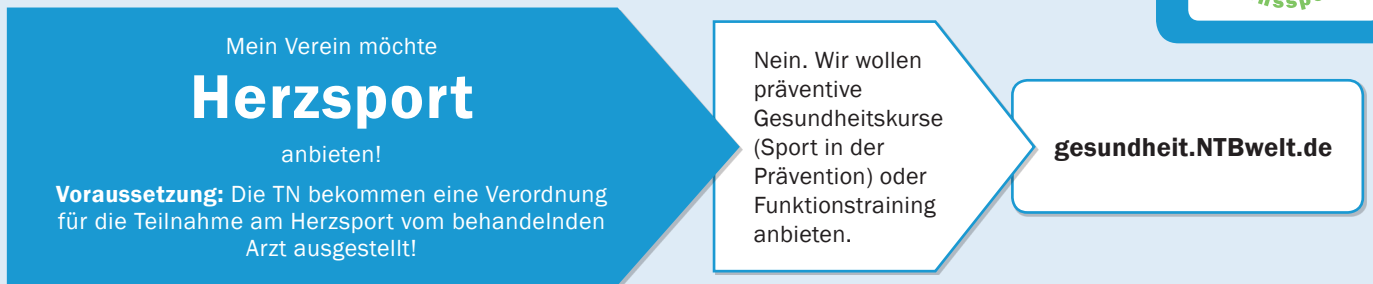 Mein Verein möchte
Herzsport
anbieten!
Voraussetzung: Die TN bekommen eine Verordnung
für die Teilnahme am Herzsport vom behandelnden
Arzt ausgestellt!
Nein. Wir wollen
präventive
Gesundheitskurse
(Sport in der
Prävention) oder
Funktionstraining
anbieten.
gesundheit.NTBwelt.de